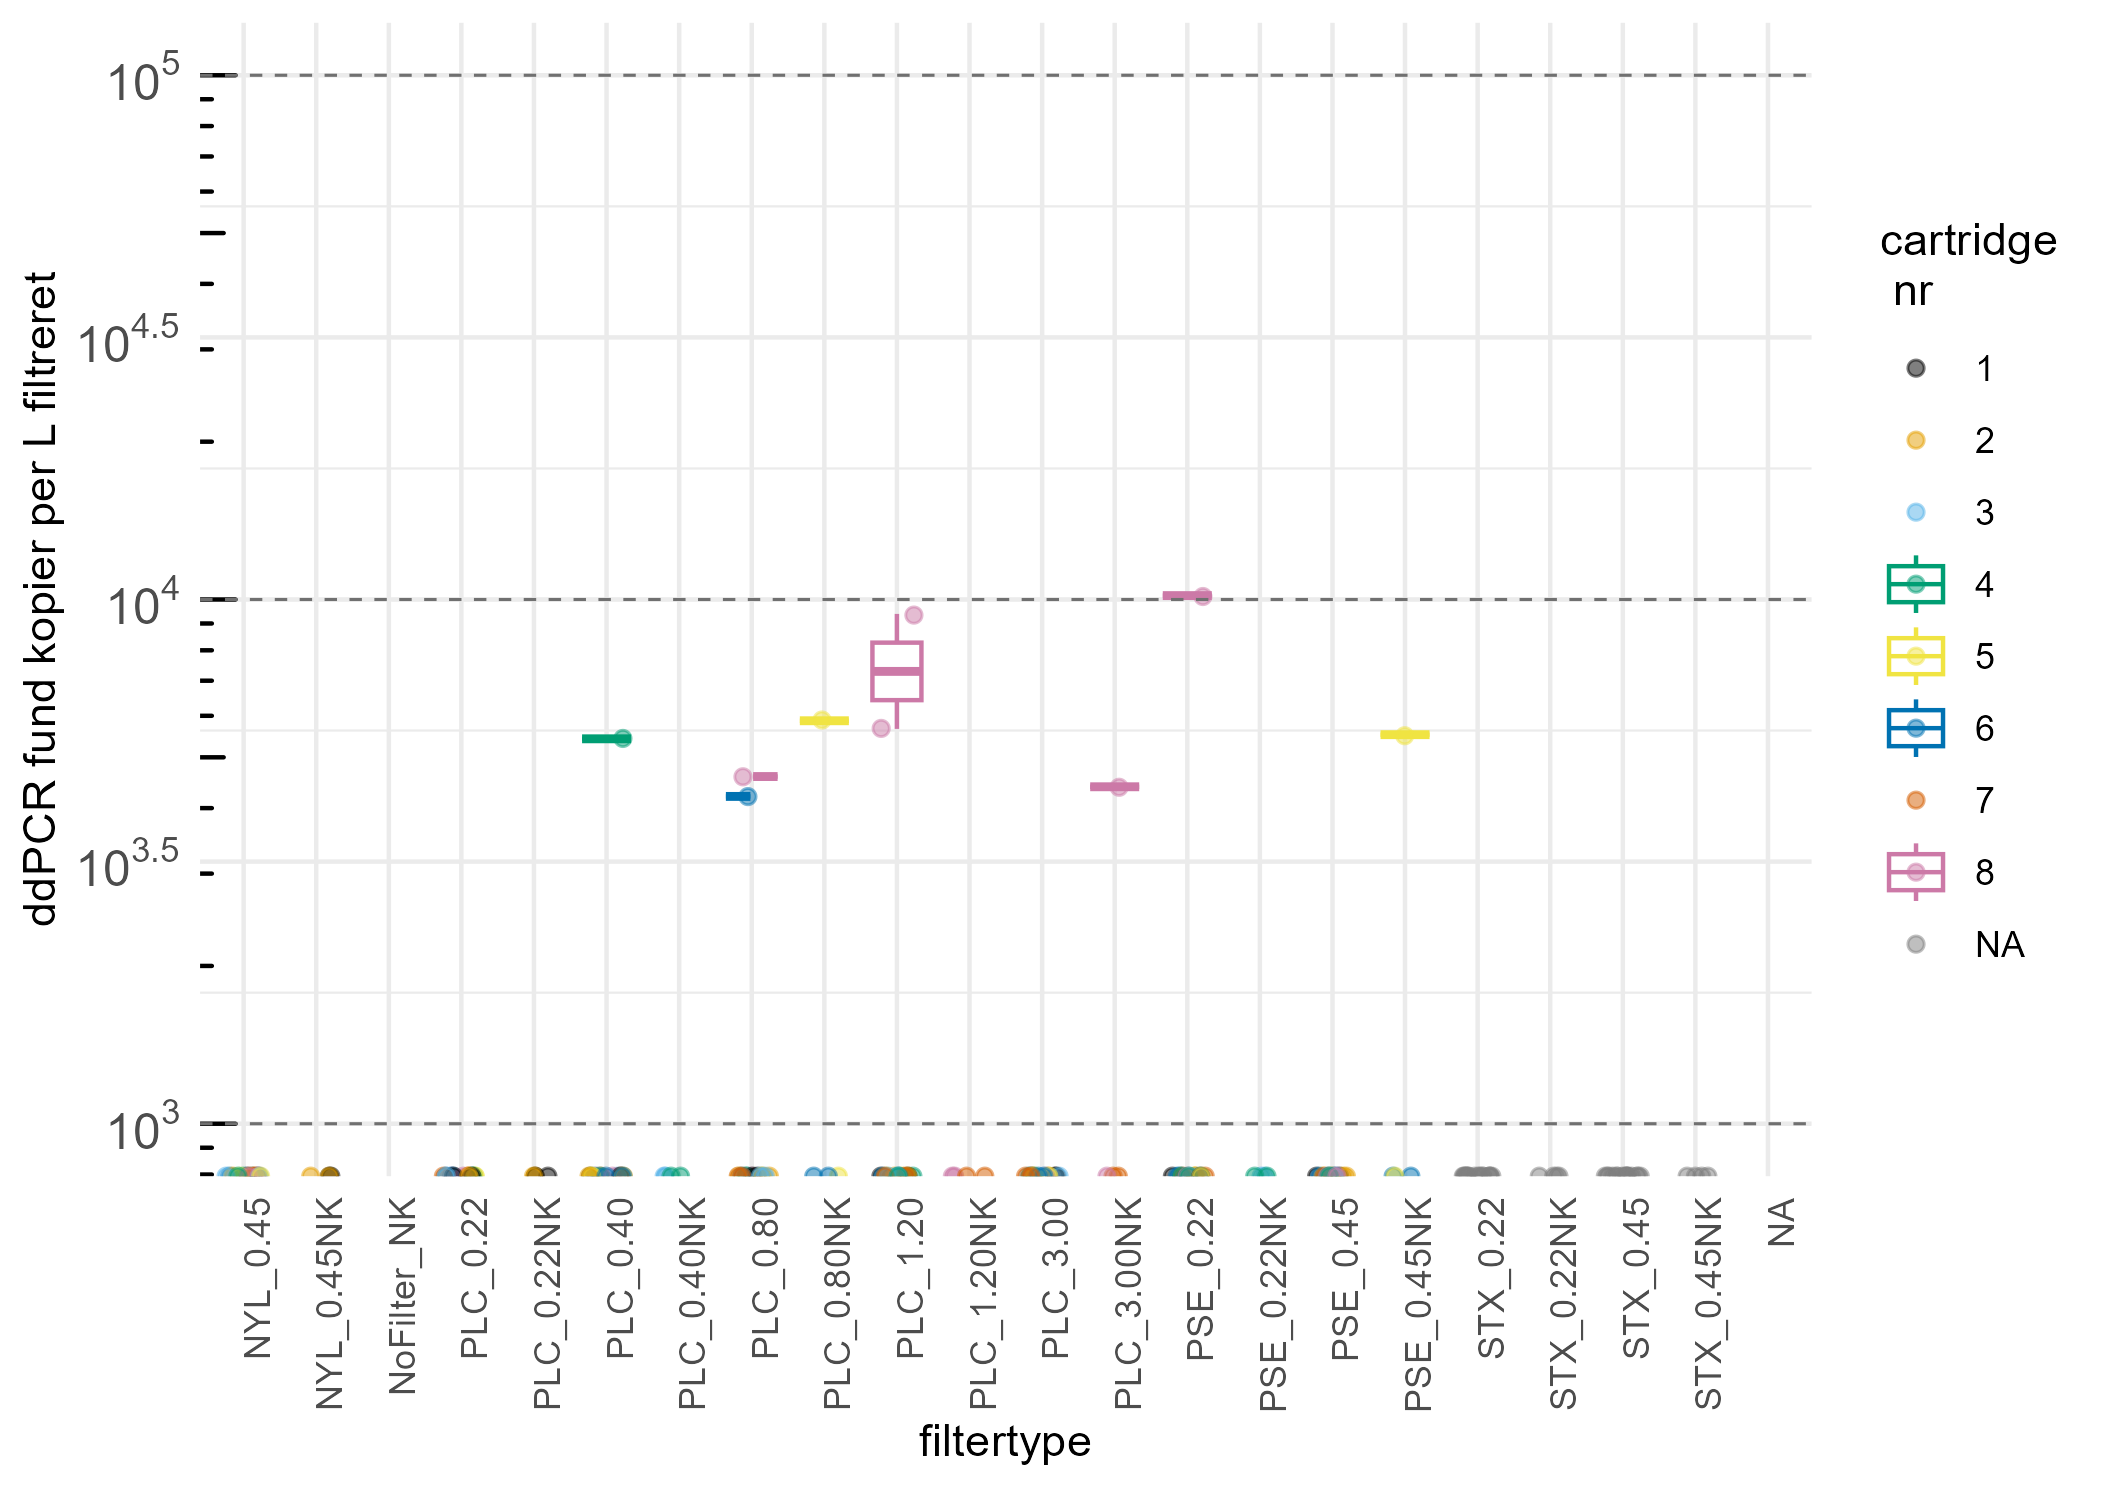 ddPCR fund kopier per L filtreret
10^5
10^4.5
10^4
10^3.5
10^3
NYL_0.45
NYL_0.45NK
NoFilter_NK
PLC_0.22
PLC_0.22NK
PLC_0.40
PLC_0.40NK
PLC_0.80
PLC_0.80NK
PLC_1.20
PLC_1.20NK
PLC_3.00
PLC_3.00NK
PSE_0.22
PSE_0.22NK
PSE_0.45
PSE_0.45NK
STX_0.22
STX_0.22NK
STX_0.45
STX_0.45NK
NA
filtertype
cartridge
nr
1
2
3
4
5
6
7
8
NA